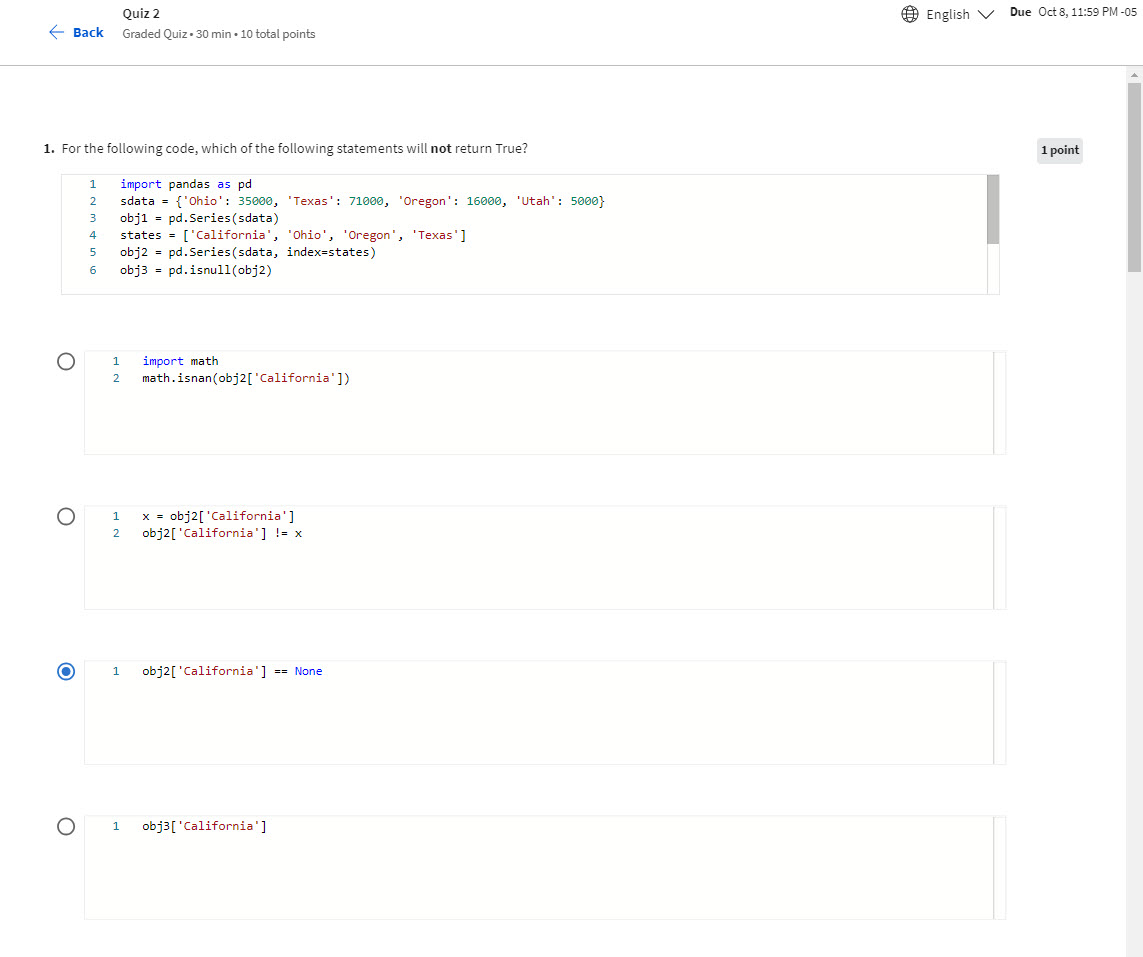 Quiz 2
Back
Graded Quiz • 30 min • 10 total points
English
Due Oct 8, 11:59 PM -05
1. For the following code, which of the following statements will not return True?
1 point
1 import pandas as pd
2 sdata = {'Ohio': 35000, 'Texas': 71000, 'Oregon': 16000, 'Utah': 5000}
3 obj1 = pd.Series(sdata)
4 states = ['California', 'Ohio', 'Oregon', 'Texas']
5 obj2 = pd.Series(sdata, index=states)
6 obj3 = pd.isnull(obj2)
1 import math
2 math.isnan(obj2['California'])
1 x = obj2['California']
2 obj2['California'] != x
1 obj2['California'] == None
1 obj3['California']